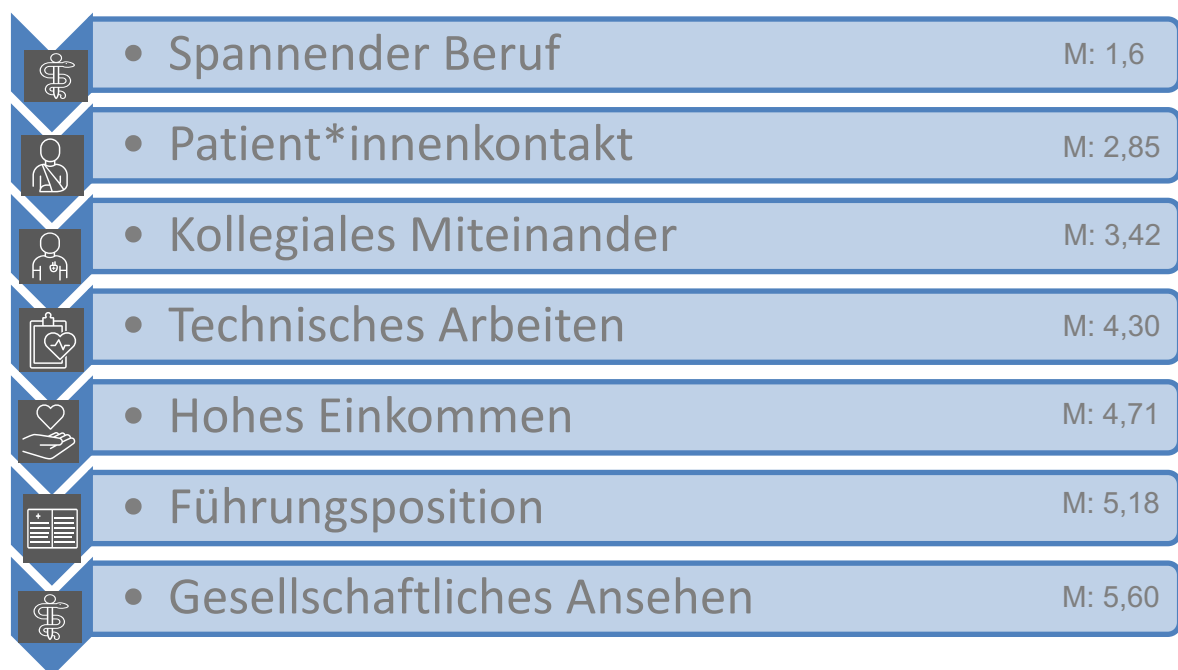 • Spannender Beruf M: 1,6
• Patient*innenkontakt M: 2,85
• Kollegiales Miteinander M: 3,42
• Technisches Arbeiten M: 4,30
• Hohes Einkommen M: 4,71
• Führungsposition M: 5,18
• Gesellschaftliches Ansehen M: 5,60